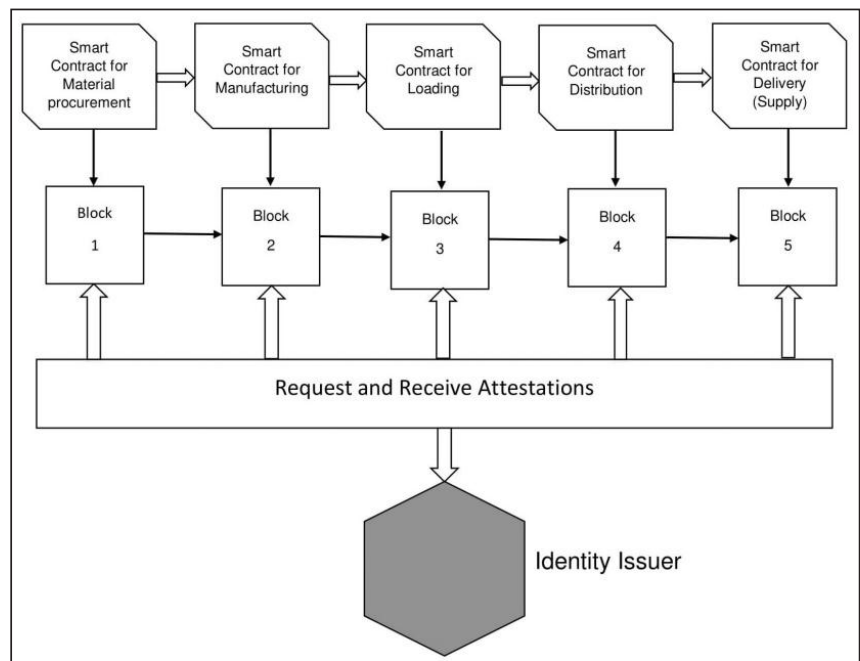 Smart
Contract for
Material
procurement
Smart
Contract for
Manufacturing
Smart
Contract for
Loading
Smart
Contract for
Distribution
Smart
Contract for
Delivery
(Supply)
Block
1
Block
2
Block
3
Block
4
Block
5
Request and Receive Attestations
Identity Issuer